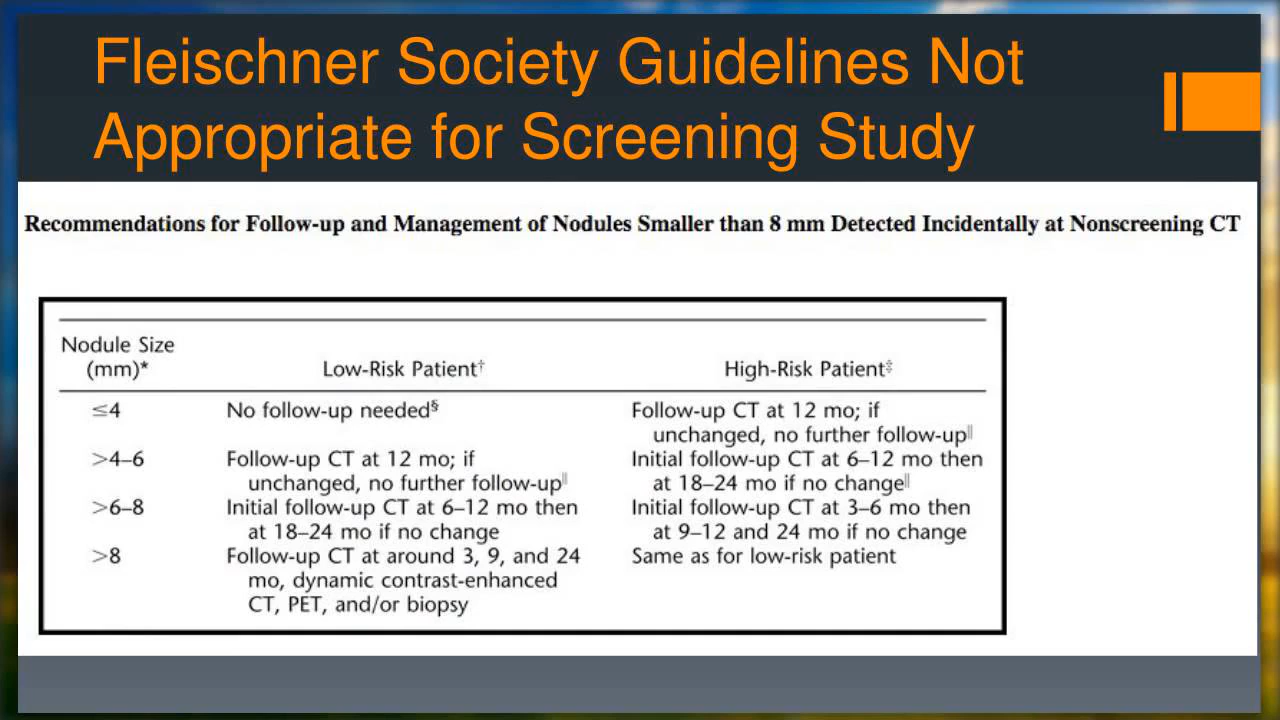 Fleischner Society Guidelines Not
Appropriate for Screening Study
Recommendations for Follow-up and Management of Nodules Smaller than 8 mm Detected Incidentally at Nonscreening CT
Nodule Size
(mm)* Low-Risk Patient† High-Risk Patient‡
≤4 No follow-up needed§ Follow-up CT at 12 mo; if
unchanged, no further follow-up‖
>4–6 Follow-up CT at 12 mo; if Initial follow-up CT at 6–12 mo then
unchanged, no further follow-up‖ at 18–24 mo if no change‖
>6–8 Initial follow-up CT at 6–12 mo then Initial follow-up CT at 3–6 mo then
at 18–24 mo if no change at 9–12 and 24 mo if no change
>8 Follow-up CT at around 3, 9, and 24 Same as for low-risk patient
mo, dynamic contrast-enhanced
CT, PET, and/or biopsy